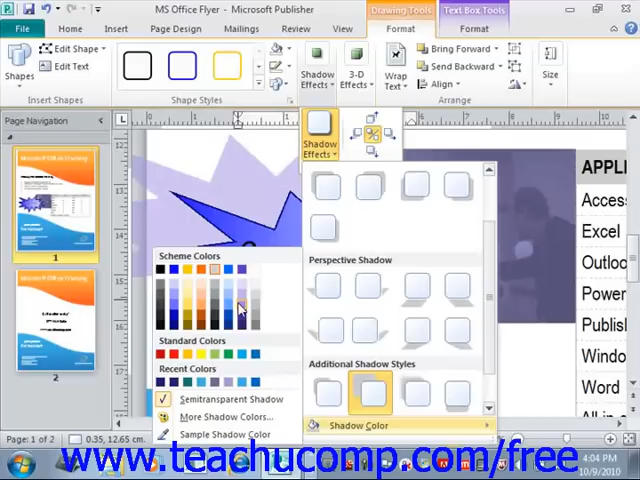 MS Office Flyer - Microsoft Publisher
Drawing Tools
Text Box Tools
File
Home
Insert
Page Design
Mailings
Review
View
Format
Format
Shapes
Edit Shape
Edit Text
Shadow Effects
3-D Effects
Wrap Text
Bring Forward
Send Backward
Align
Size
Insert Shapes
Shape Styles
Arrange
Page Navigation
Shadow Effects
1
2
Scheme Colors
Standard Colors
Recent Colors
Semitransparent Shadow
More Shadow Colors...
Sample Shadow Color
Perspective Shadow
Additional Shadow Styles
Shadow Color
APPLI
Access
Excel
Outloo
Power
Publish
Windo
Word
Page: 1 of 2
0.35, 12.65 cm.
4:04 PM
10/9/2010
www.teachucomp.com/free